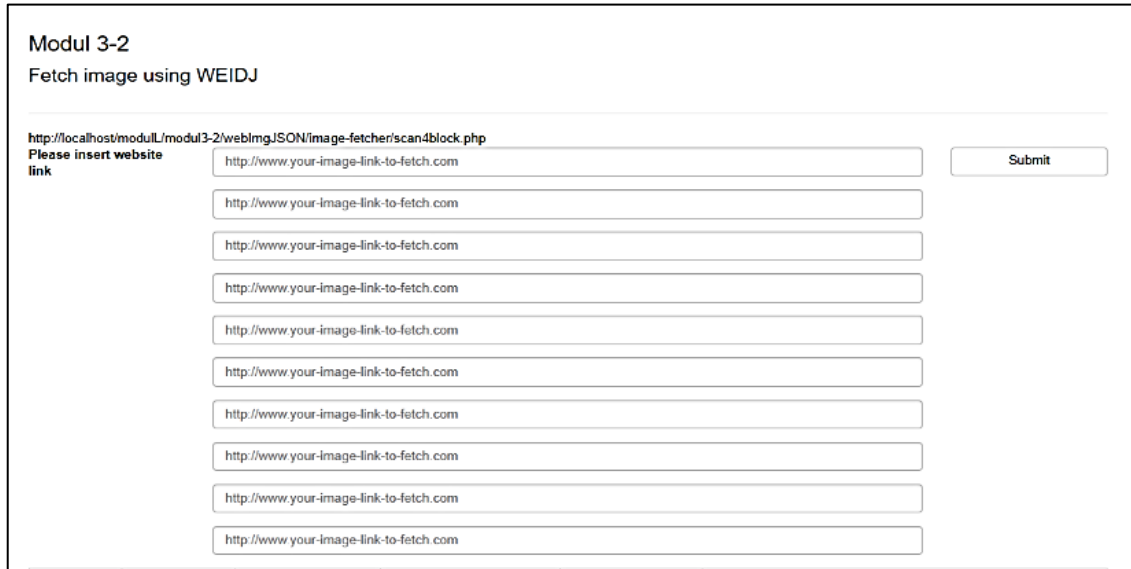 Modul 3-2
Fetch image using WEIDJ
http://localhost/modulL/modul3-2/webImgJSON/image-fetcher/scan4block.php
Please insert website
link
http://www.your-image-link-to-fetch.com
Submit
http://www.your-image-link-to-fetch.com
http://www.your-image-link-to-fetch.com
http://www.your-image-link-to-fetch.com
http://www.your-image-link-to-fetch.com
http://www.your-image-link-to-fetch.com
http://www.your-image-link-to-fetch.com
http://www.your-image-link-to-fetch.com
http://www.your-image-link-to-fetch.com
http://www.your-image-link-to-fetch.com